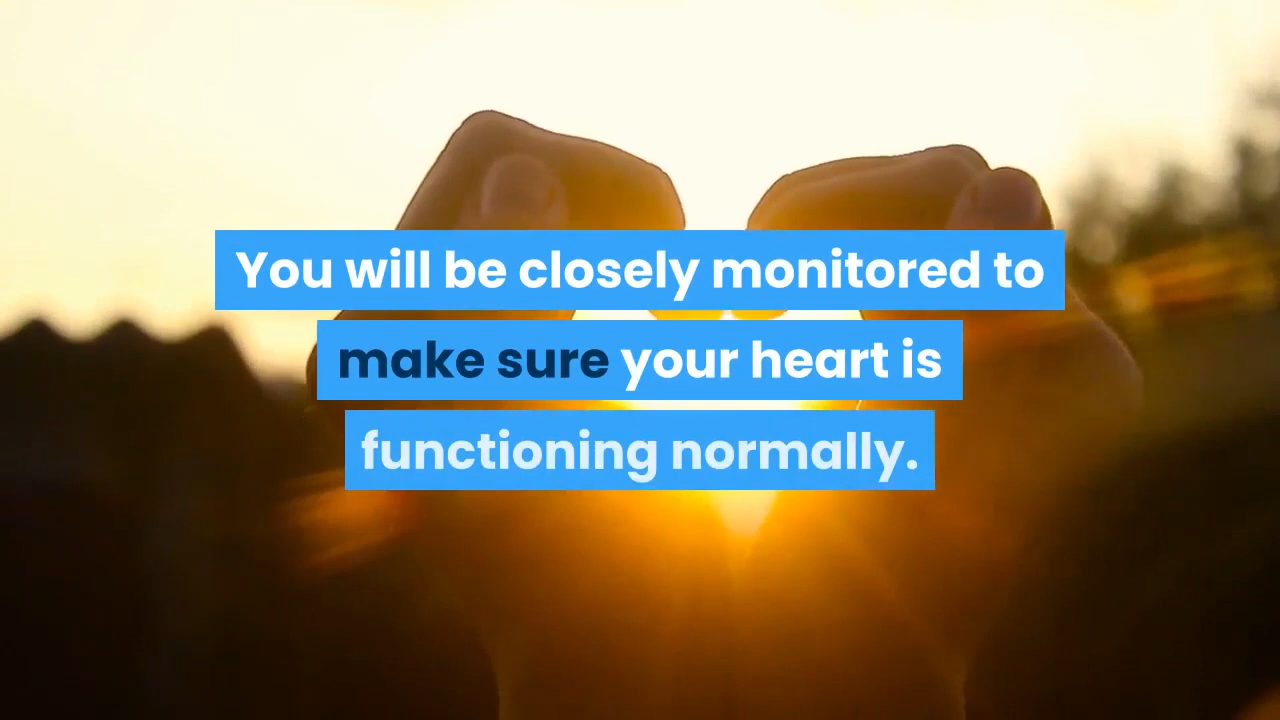 You will be closely monitored to
make sure your heart is
functioning normally.